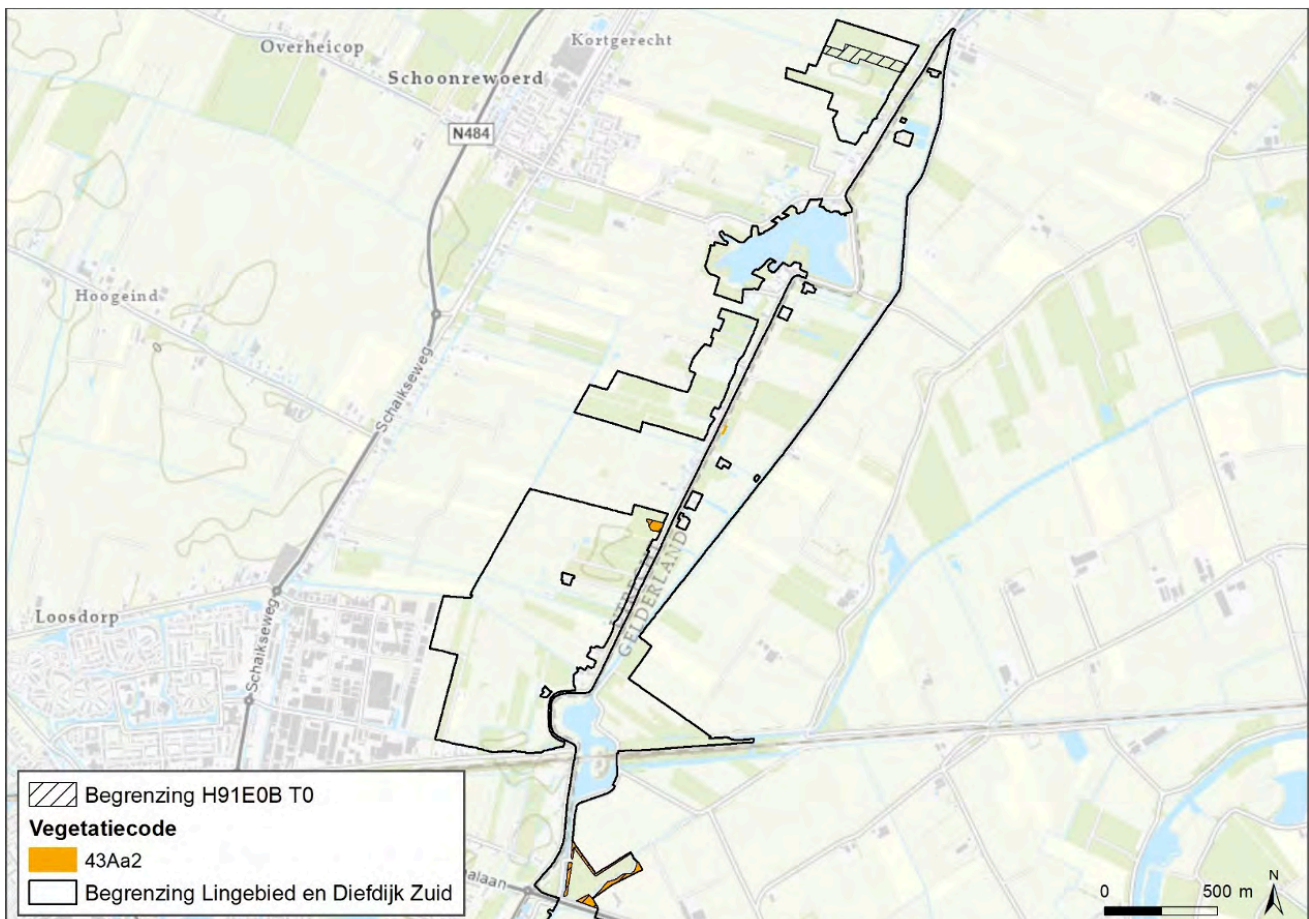 Overheicop
Kortgerecht
Schoonrewoerd
N484
Hoogeind
Schaikseweg
GELDERLAND
Loosdorp
Schaikseweg
Begrenzing H91E0B T0
Vegetatiecode
43Aa2
Begrenzing Lingebied en Diefdijk Zuid
alaan
0 500 m
N